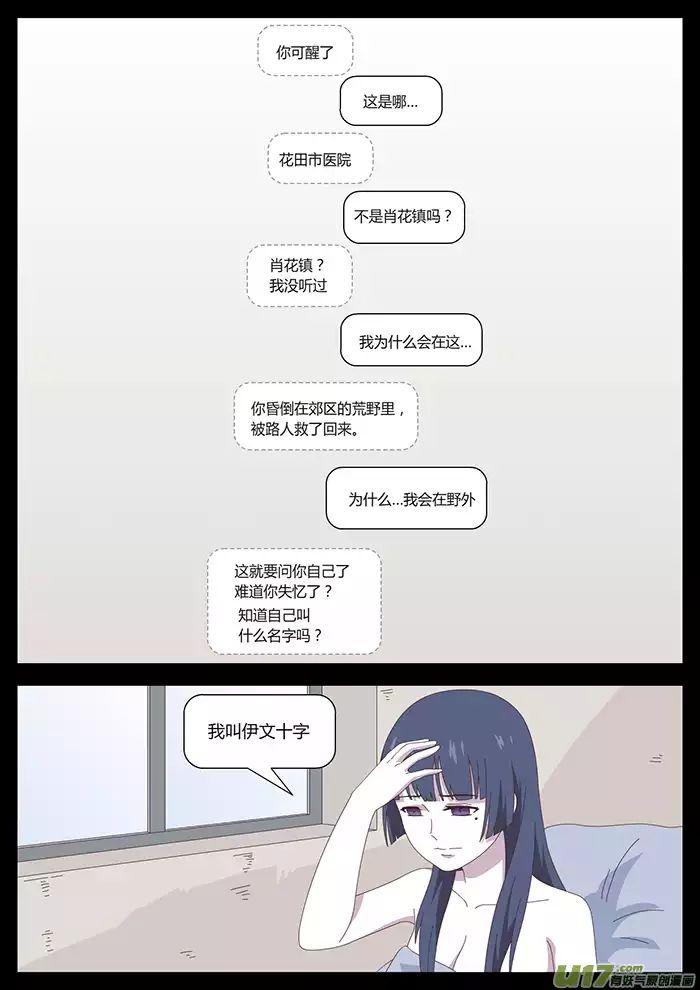 你可醒了
这是哪...
花田市医院
不是肖花镇吗？
肖花镇？
我没听过
我为什么会在这...
你昏倒在郊区的荒野里，
被路人救了回来。
为什么...我会在野外
这就要问你自己了
难道你失忆了？
知道自己叫
什么名字吗？
我叫伊文十字
U17.com
有妖气原创漫画